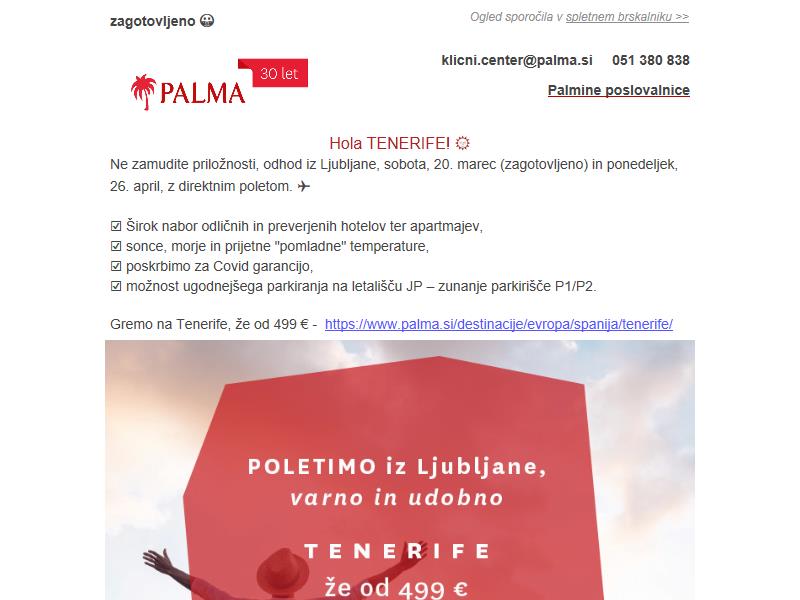 zagotovljeno 😀
Ogled sporočila v spletnem brskalniku >>
klicni.center@palma.si 051 380 838
PALMA 30 let
Palmine poslovalnice
Hola TENERIFE!
Ne zamudite priložnosti, odhod iz Ljubljane, sobota, 20. marec (zagotovljeno) in ponedeljek,
26. april, z direktnim poletom. ✈
☑ Širok nabor odličnih in preverjenih hotelov ter apartmajev,
☑ sonce, morje in prijetne "pomladne" temperature,
☑ poskrbimo za Covid garancijo,
☑ možnost ugodnejšega parkiranja na letališču JP – zunanje parkirišče P1/P2.
Gremo na Tenerife, že od 499 € - https://www.palma.si/destinacije/evropa/spanija/tenerife/
POLETIMO iz Ljubljane,
varno in udobno
TENERIFE
že od 499 €